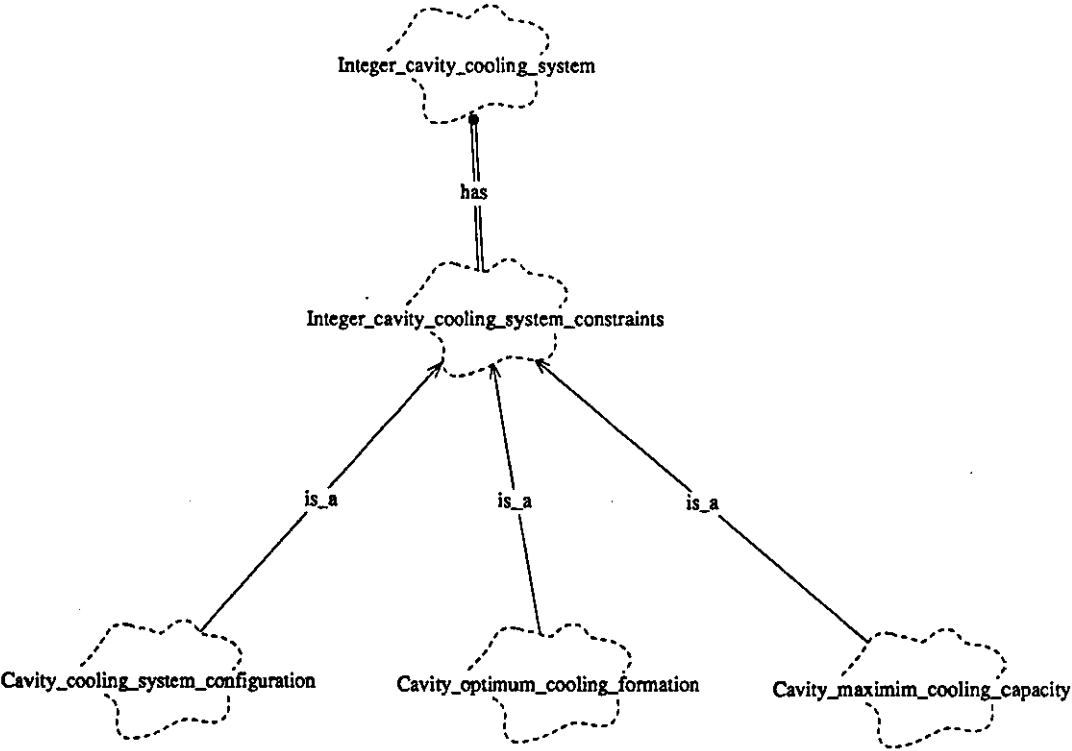 Integer_cavity_cooling_system
has
Integer_cavity_cooling_system_constraints
is_a
is_a
is_a
Cavity_cooling_system_configuration
Cavity_optimum_cooling_formation
Cavity_maximim_cooling_capacity